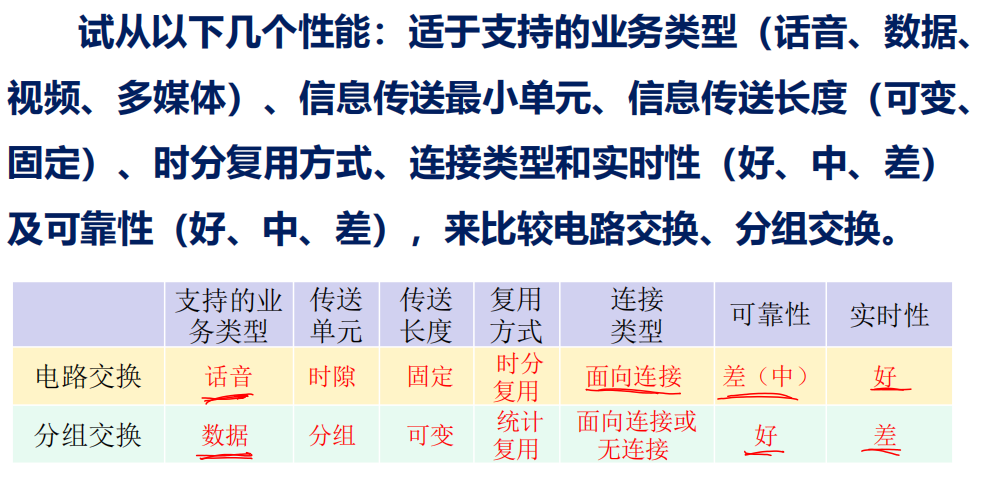 试从以下几个性能：适于支持的业务类型（话音、数据、
视频、多媒体）、信息传送最小单元、信息传送长度（可变、
固定）、时分复用方式、连接类型和实时性（好、中、差）
及可靠性（好、中、差），来比较电路交换、分组交换。
支持的业务类型 传送单元 传送长度 复用方式 连接类型 可靠性 实时性
电路交换 话音 时隙 固定 时分复用 面向连接 差（中） 好
分组交换 数据 分组 可变 统计复用 面向连接或无连接 好 差